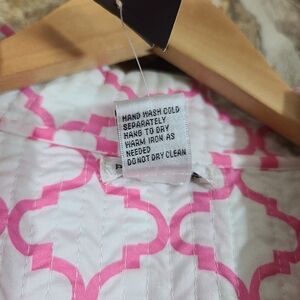 HAND WASH COLD
SEPARATELY
HANG TO DRY
WARM IRON AS
NEEDED
DO NOT DRY CLEAN